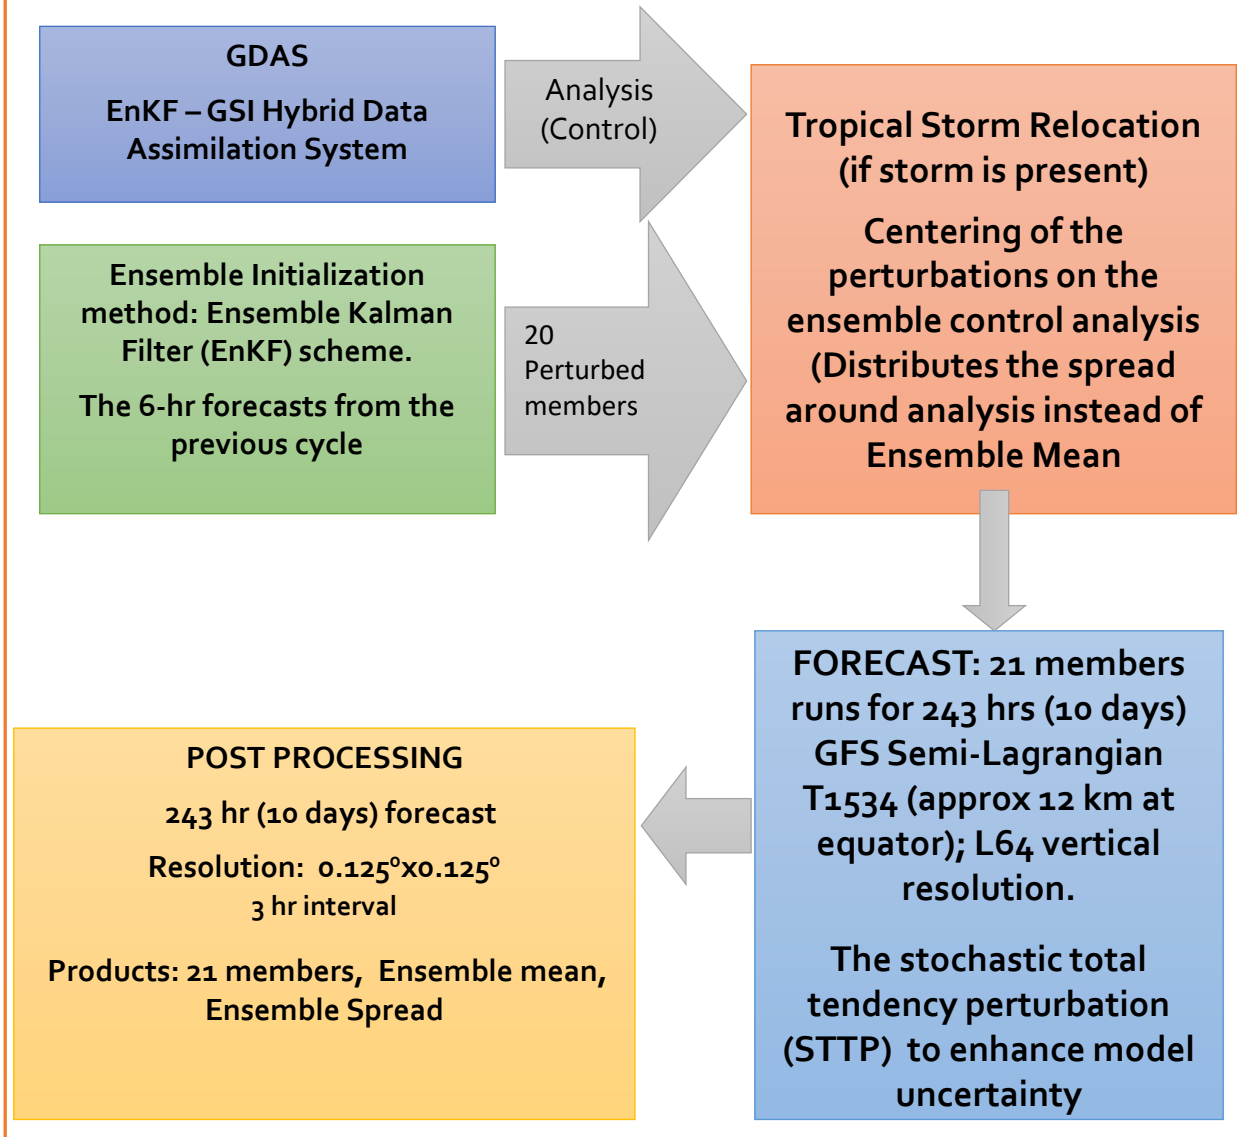 GDAS
EnKF – GSI Hybrid Data
Assimilation System
Analysis
(Control)
Ensemble Initialization
method: Ensemble Kalman
Filter (EnKF) scheme.
The 6-hr forecasts from the
previous cycle
20
Perturbed
members
Tropical Storm Relocation
(if storm is present)
Centering of the
perturbations on the
ensemble control analysis
(Distributes the spread
around analysis instead of
Ensemble Mean
FORECAST: 21 members
runs for 243 hrs (10 days)
GFS Semi-Lagrangian
T1534 (approx 12 km at
equator); L64 vertical
resolution.
The stochastic total
tendency perturbation
(STTP) to enhance model
uncertainty
POST PROCESSING
243 hr (10 days) forecast
Resolution: 0.125⁰x0.125⁰
3 hr interval
Products: 21 members, Ensemble mean,
Ensemble Spread